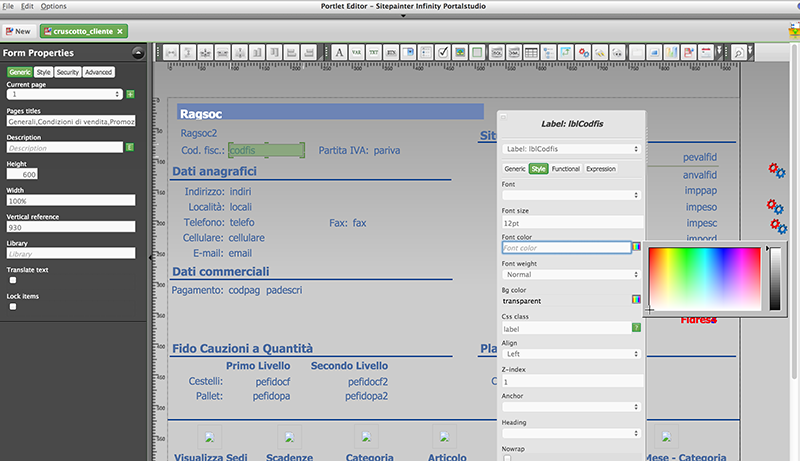 File Edit Options
Portlet Editor - Sitepainter Infinity Portalstudio
New cruscotto_cliente
Form Properties
Generic Style Security Advanced
Current page
1
Pages titles
Generali,Condizioni di vendita,Promoz
Description
Description
Height
600
Width
100%
Vertical reference
930
Library
Library
Translate text
Lock items
Ragsoc
Ragsoc2
Cod. fisc.: codfis Partita IVA: pariva
Dati anagrafici
Indirizzo: indiri
Località: locali
Telefono: telefo Fax: fax
Cellulare: cellulare
E-mail: email
Dati commerciali
Pagamento: codpag padescri
Fido Cauzioni a Quantità
Primo Livello Secondo Livello
Cestelli: pefidocf pefidocf2
Pallet: pefidopa pefidopa2
Visualizza Sedi Scadenze Categoria Articolo
Label: lblCodfis
Label: lblCodfis
Generic Style Functional Expression
Font
Font size
12pt
Font color
Font color
Font weight
Normal
Bg color
transparent
Css class
label
Align
Left
Z-index
1
Anchor
Heading
Nowrap
pevalfid
anvalfid
imppap
impeso
impesc
impord
Fidres
Mese - Categoria